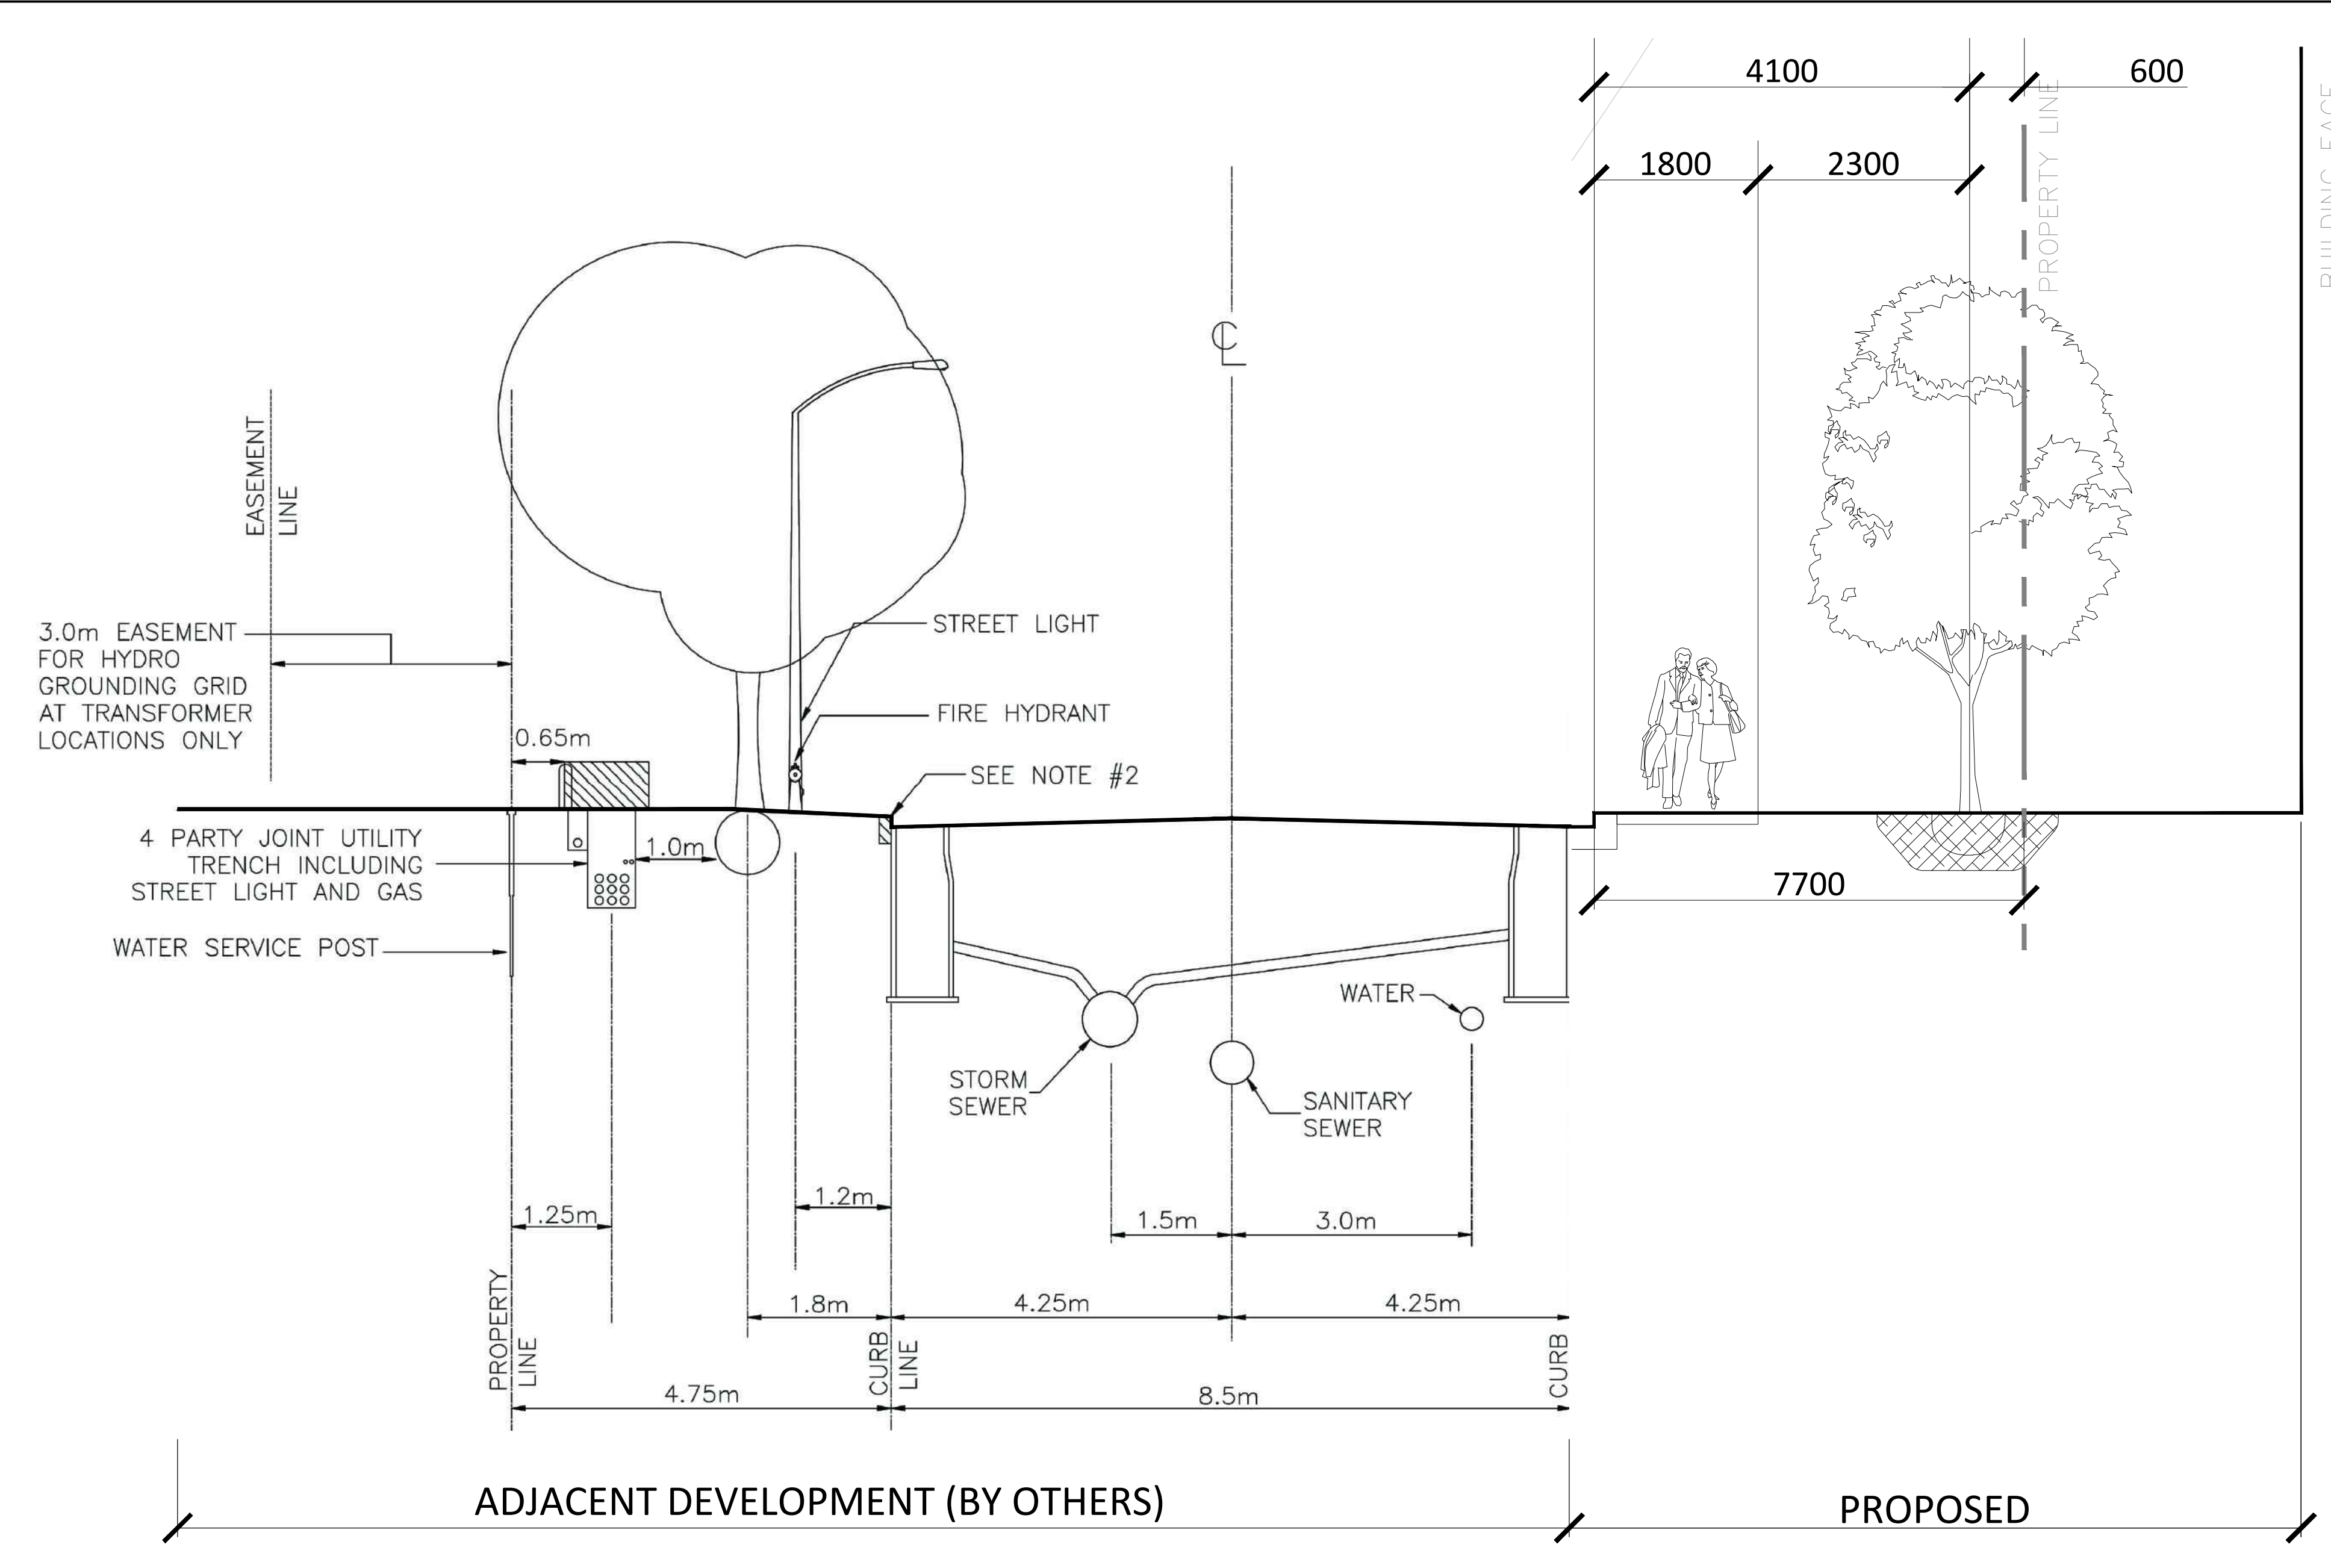 4100
600
PROPERTY LINE
BUILDING FACE
1800
2300
℄
EASEMENT
LINE
3.0m EASEMENT
FOR HYDRO
GROUNDING GRID
AT TRANSFORMER
LOCATIONS ONLY
STREET LIGHT
FIRE HYDRANT
0.65m
SEE NOTE #2
4 PARTY JOINT UTILITY
TRENCH INCLUDING
STREET LIGHT AND GAS
1.0m
7700
WATER SERVICE POST
WATER
STORM
SEWER
SANITARY
SEWER
1.25m
1.2m
1.5m
3.0m
1.8m
4.25m
4.25m
PROPERTY
LINE
CURB
LINE
CURB
4.75m
8.5m
ADJACENT DEVELOPMENT (BY OTHERS)
PROPOSED